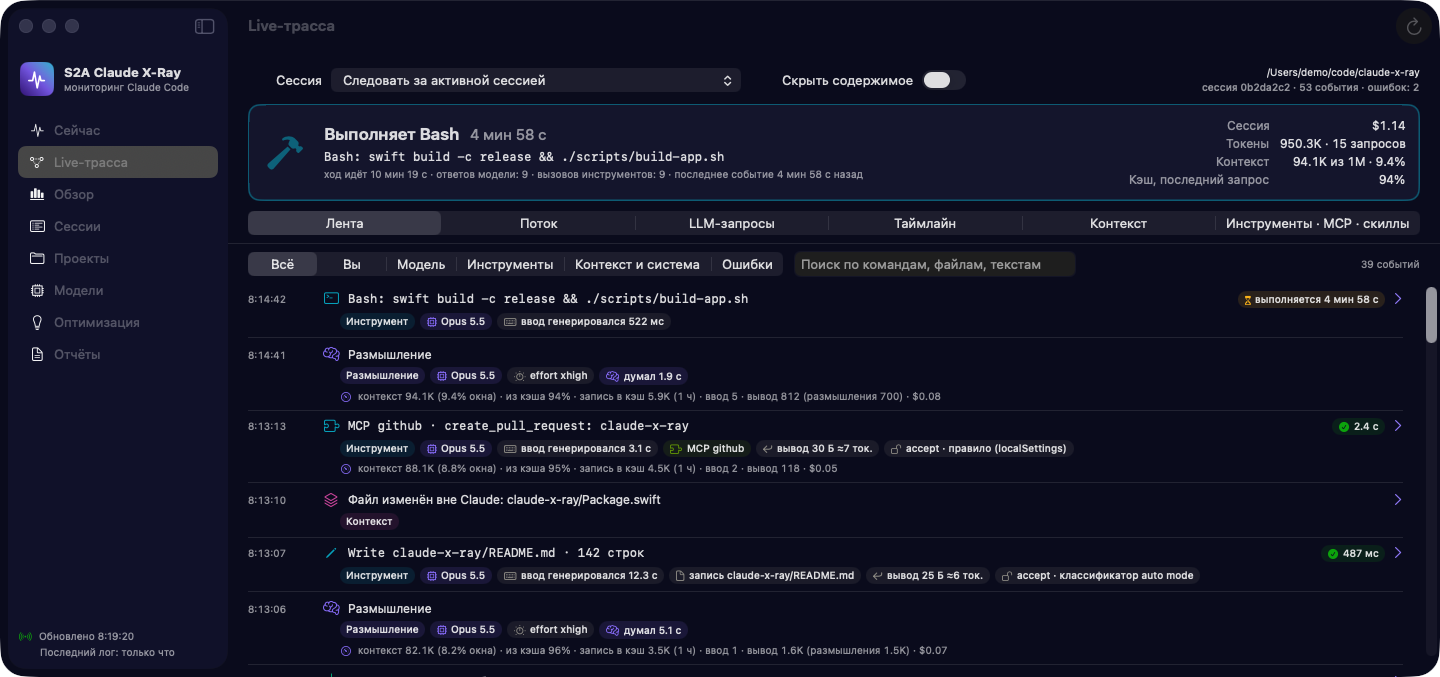 Live-трасса
S2A Claude X-Ray
мониторинг Claude Code
Сейчас
Live-трасса
Обзор
Сессии
Проекты
Модели
Оптимизация
Отчёты
Обновлено 8:19:20
Последний лог: только что
Сессия
Следовать за активной сессией
Скрыть содержимое
/Users/demo/code/claude-x-ray
сессия 0b2da2c2 · 53 события · ошибок: 2
Выполняет Bash 4 мин 58 с
Bash: swift build -c release && ./scripts/build-app.sh
ход идёт 10 мин 19 с · ответов модели: 9 · вызовов инструментов: 9 · последнее событие 4 мин 58 с назад
Сессия $1.14
Токены 950.3K · 15 запросов
Контекст 94.1K из 1M · 9.4%
Кэш, последний запрос 94%
Лента Поток LLM-запросы Таймлайн Контекст Инструменты · MCP · скиллы
Всё Вы Модель Инструменты Контекст и система Ошибки Поиск по командам, файлам, текстам 39 событий
8:14:42 Bash: swift build -c release && ./scripts/build-app.sh выполняется 4 мин 58 с
Инструмент Opus 5.5 ввод генерировался 522 мс
8:14:41 Размышление
Размышление Opus 5.5 effort xhigh думал 1.9 с
контекст 94.1K (9.4% окна) · из кэша 94% · запись в кэш 5.9K (1 ч) · ввод 5 · вывод 812 (размышления 700) · $0.08
8:13:13 MCP github · create_pull_request: claude-x-ray 2.4 с
Инструмент Opus 5.5 ввод генерировался 3.1 с MCP github вывод 30 Б ≈7 ток. accept · правило (localSettings)
контекст 88.1K (8.8% окна) · из кэша 95% · запись в кэш 4.5K (1 ч) · ввод 2 · вывод 118 · $0.05
8:13:10 Файл изменён вне Claude: claude-x-ray/Package.swift
Контекст
8:13:07 Write claude-x-ray/README.md · 142 строк 487 мс
Инструмент Opus 5.5 ввод генерировался 12.3 с запись claude-x-ray/README.md вывод 25 Б ≈6 ток. accept · классификатор auto mode
8:13:06 Размышление
Размышление Opus 5.5 effort xhigh думал 5.1 с
контекст 82.1K (8.2% окна) · из кэша 96% · запись в кэш 3.5K (1 ч) · ввод 1 · вывод 1.6K (размышления 1.5K) · $0.07